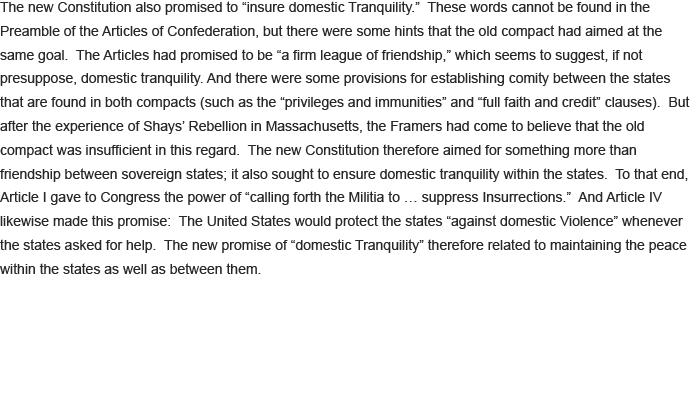 The new Constitution also promised to “insure domestic Tranquility.”  These words cannot be found in the
Preamble of the Articles of Confederation, but there were some hints that the old compact had aimed at the
same goal.  The Articles had promised to be “a firm league of friendship,” which seems to suggest, if not
presuppose, domestic tranquility. And there were some provisions for establishing comity between the states
that are found in both compacts (such as the “privileges and immunities” and “full faith and credit” clauses).  But
after the experience of Shays’ Rebellion in Massachusetts, the Framers had come to believe that the old
compact was insufficient in this regard.  The new Constitution therefore aimed for something more than
friendship between sovereign states; it also sought to ensure domestic tranquility within the states.  To that end,
Article I gave to Congress the power of “calling forth the Militia to … suppress Insurrections.”  And Article IV
likewise made this promise:  The United States would protect the states “against domestic Violence” whenever
the states asked for help.  The new promise of “domestic Tranquility” therefore related to maintaining the peace
within the states as well as between them.